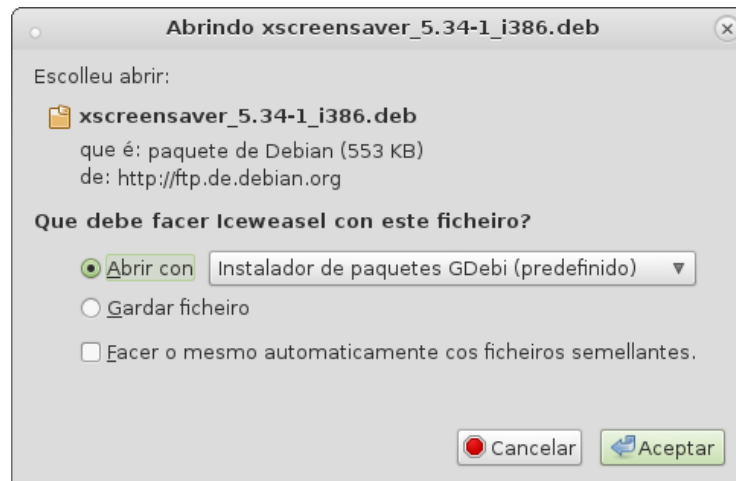 Abrindo xscreensaver_5.34-1_i386.deb
Escolleu abrir:
xscreensaver_5.34-1_i386.deb
que é: paquete de Debian (553 KB)
de: http://ftp.de.debian.org
Que debe facer Iceweasel con este ficheiro?
Abrir con Instalador de paquetes GDebi (predefinido)
Gardar ficheiro
Facer o mesmo automaticamente cos ficheiros semellantes.
Cancelar Aceptar